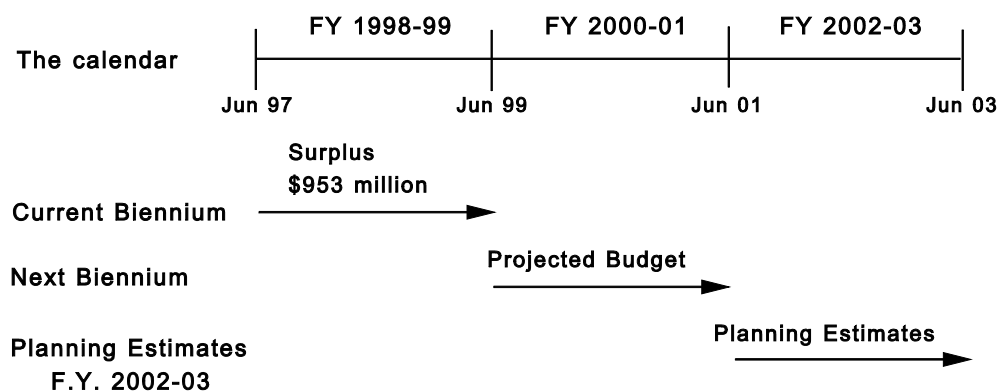 FY 1998-99
FY 2000-01
FY 2002-03
The calendar
Jun 97
Jun 99
Jun 01
Jun 03
Surplus
$953 million
Current Biennium
Projected Budget
Next Biennium
Planning Estimates
Planning Estimates
F.Y. 2002-03